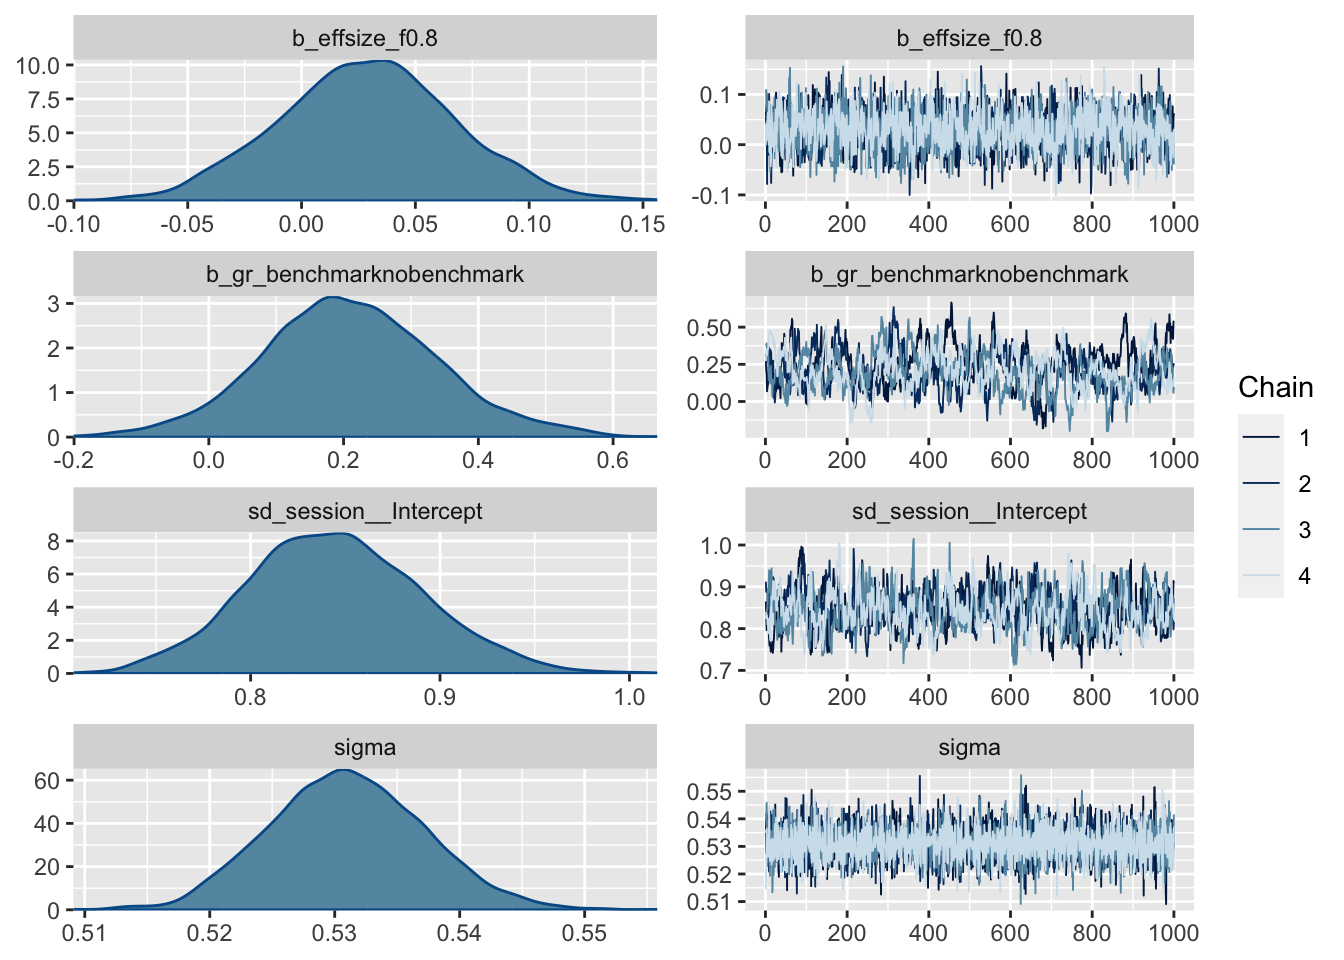 b_effsize_f0.8
10.0
7.5
5.0
2.5
0.0
-0.10 -0.05 0.00 0.05 0.10 0.15
b_effsize_f0.8
0.1
0.0
-0.1
0 200 400 600 800 1000
b_gr_benchmarknobenchmark
3
2
1
0
-0.2 0.0 0.2 0.4 0.6
b_gr_benchmarknobenchmark
0.50
0.25
0.00
0 200 400 600 800 1000
sd_session__Intercept
8
6
4
2
0
0.8 0.9 1.0
sd_session__Intercept
1.0
0.9
0.8
0.7
0 200 400 600 800 1000
sigma
60
40
20
0
0.51 0.52 0.53 0.54 0.55
sigma
0.55
0.54
0.53
0.52
0.51
0 200 400 600 800 1000
Chain
1
2
3
4